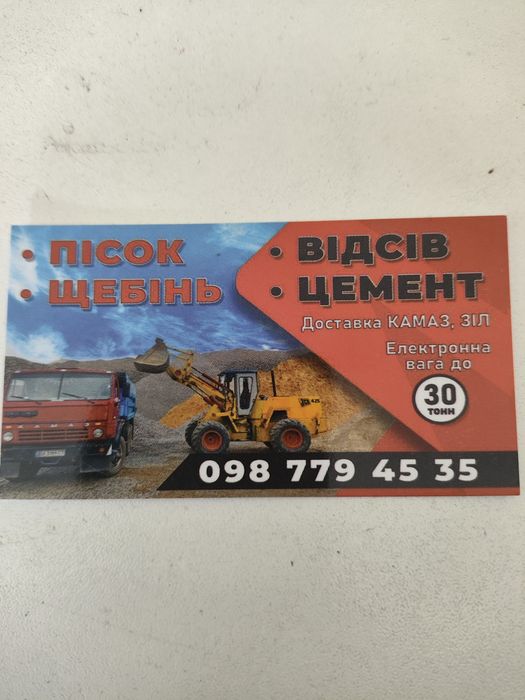 • ПІСОК
• ЩЕБІНЬ
• ВІДСІВ
• ЦЕМЕНТ
Доставка КАМАЗ, ЗІЛ
Електронна
вага до
30
ТОНН
098 779 45 35